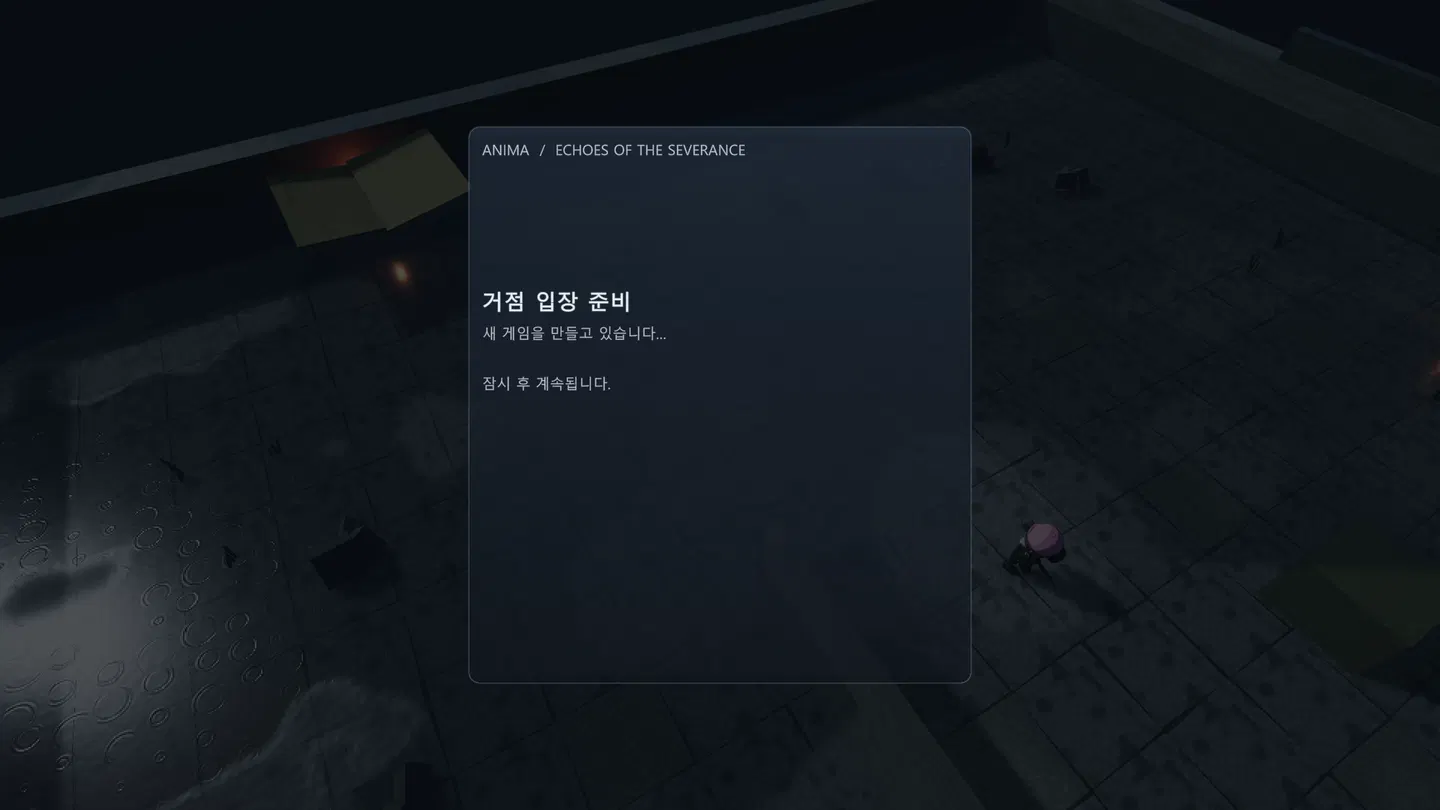 ANIMA / ECHOES OF THE SEVERANCE
거점 입장 준비
새 게임을 만들고 있습니다...
잠시 후 계속됩니다.